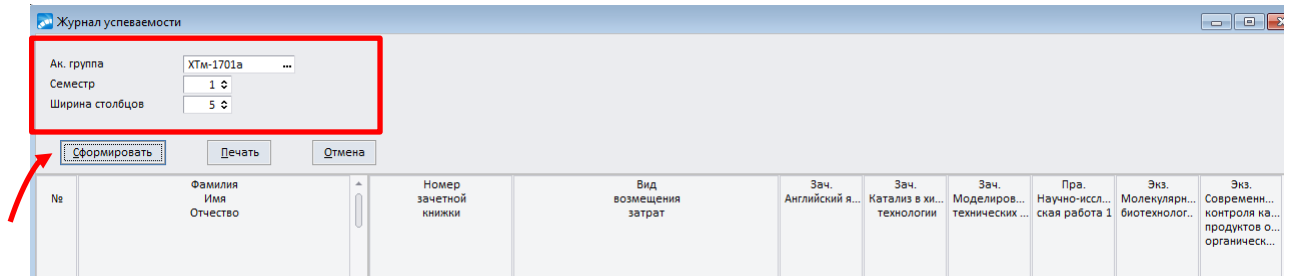 Журнал успеваемости
Ак. группа ХТм-1701а ...
Семестр 1
Ширина столбцов 5
Сформировать Печать Отмена
№
Фамилия
Имя
Отчество
Номер
зачетной
книжки
Вид
возмещения
затрат
Зач.
Английский я...
Зач.
Катализ в хи...
технологии
Зач.
Моделиров...
технических ...
Пра.
Научно-иссл...
ская работа 1
Экз.
Молекулярн...
биотехнолог..
Экз.
Современн...
контроля ка...
продуктов о...
органическ...